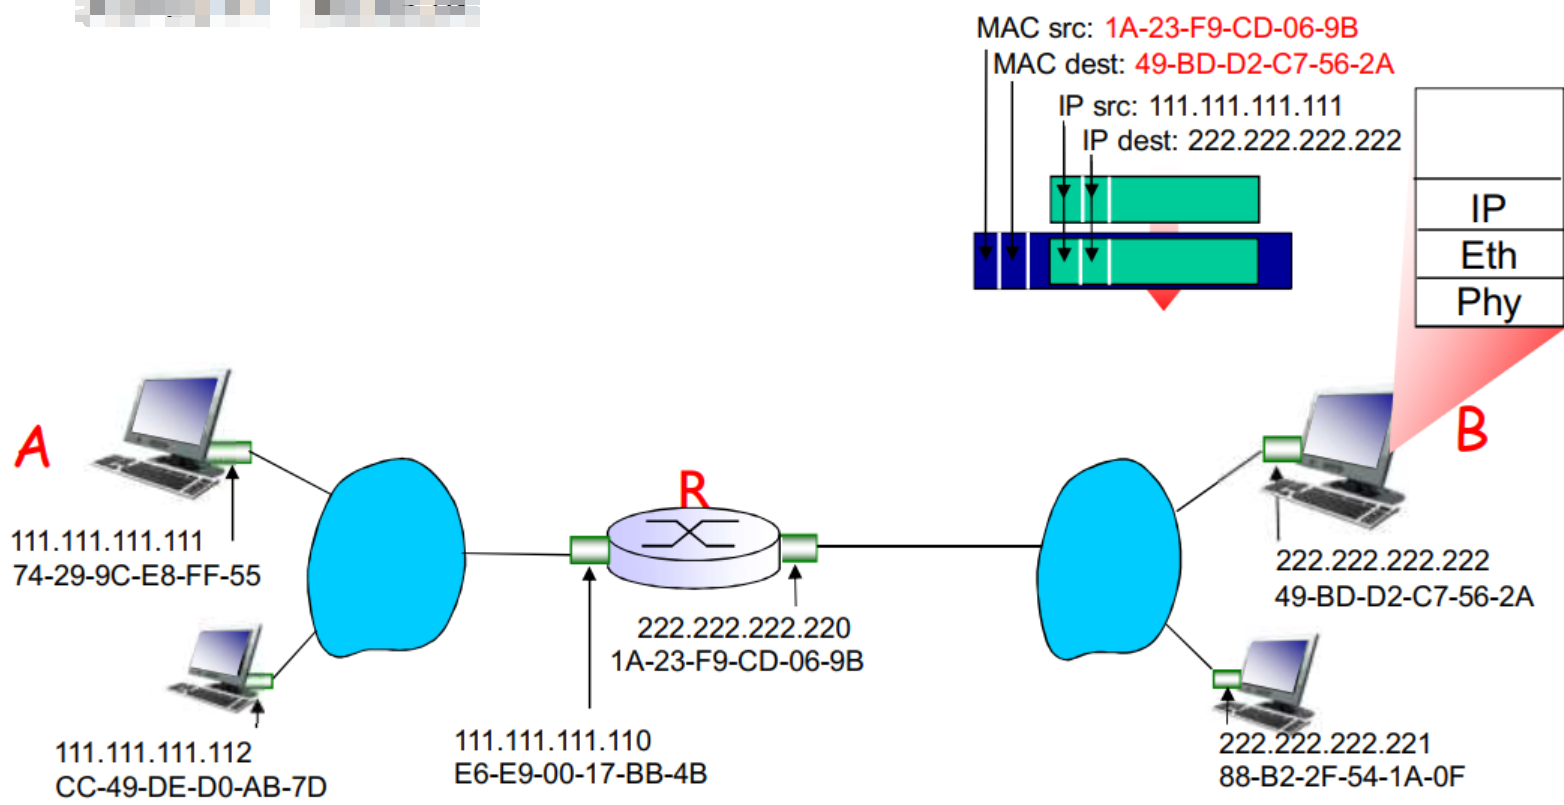 MAC src: 1A-23-F9-CD-06-9B
MAC dest: 49-BD-D2-C7-56-2A
IP src: 111.111.111.111
IP dest: 222.222.222.222
IP
Eth
Phy
A
R
B
111.111.111.111
74-29-9C-E8-FF-55
222.222.222.222
49-BD-D2-C7-56-2A
222.222.222.220
1A-23-F9-CD-06-9B
111.111.111.112
CC-49-DE-D0-AB-7D
111.111.111.110
E6-E9-00-17-BB-4B
222.222.222.221
88-B2-2F-54-1A-0F